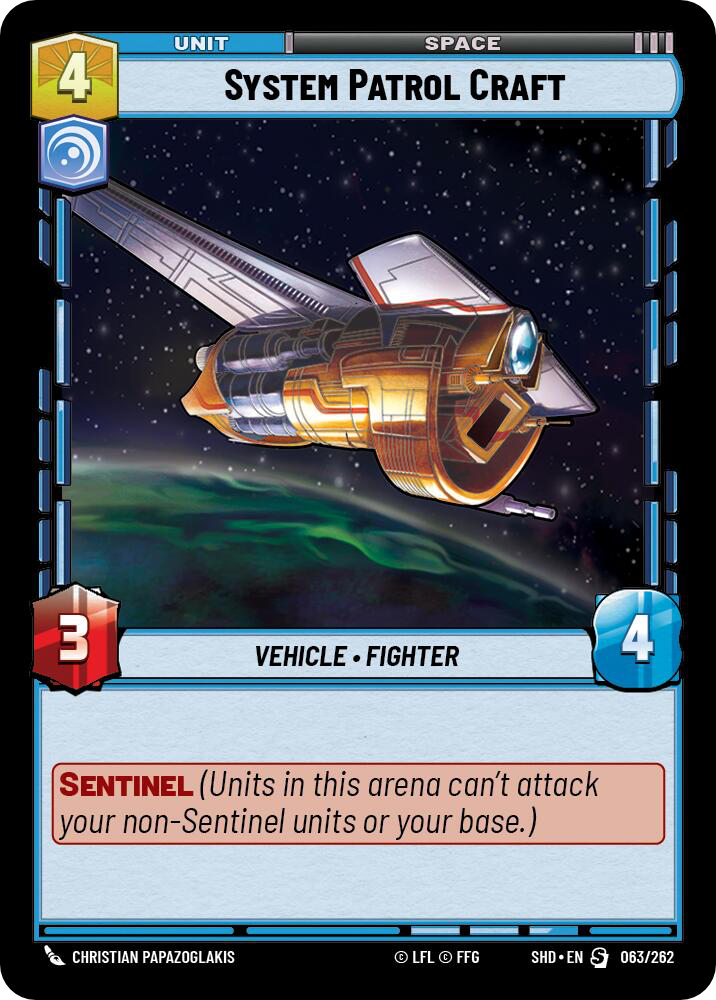 UNIT SPACE
4 SYSTEM PATROL CRAFT
3 4
VEHICLE • FIGHTER
SENTINEL (Units in this arena can't attack
your non-Sentinel units or your base.)
CHRISTIAN PAPAZOGLAKIS © LFL © FFG SHD • EN 063/262